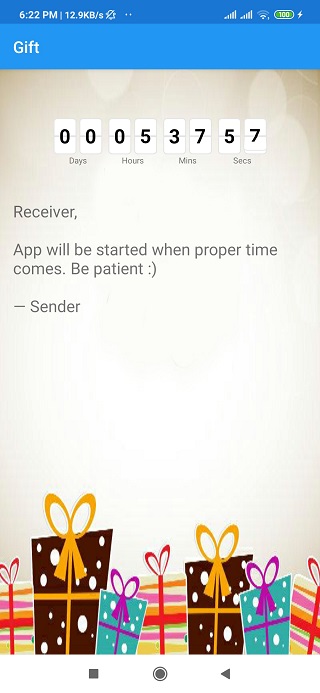 6:22 PM | 12.9KB/s
100
Gift
0 0 0 5 3 7 5 7
Days Hours Mins Secs
Receiver,
App will be started when proper time
comes. Be patient :)
— Sender